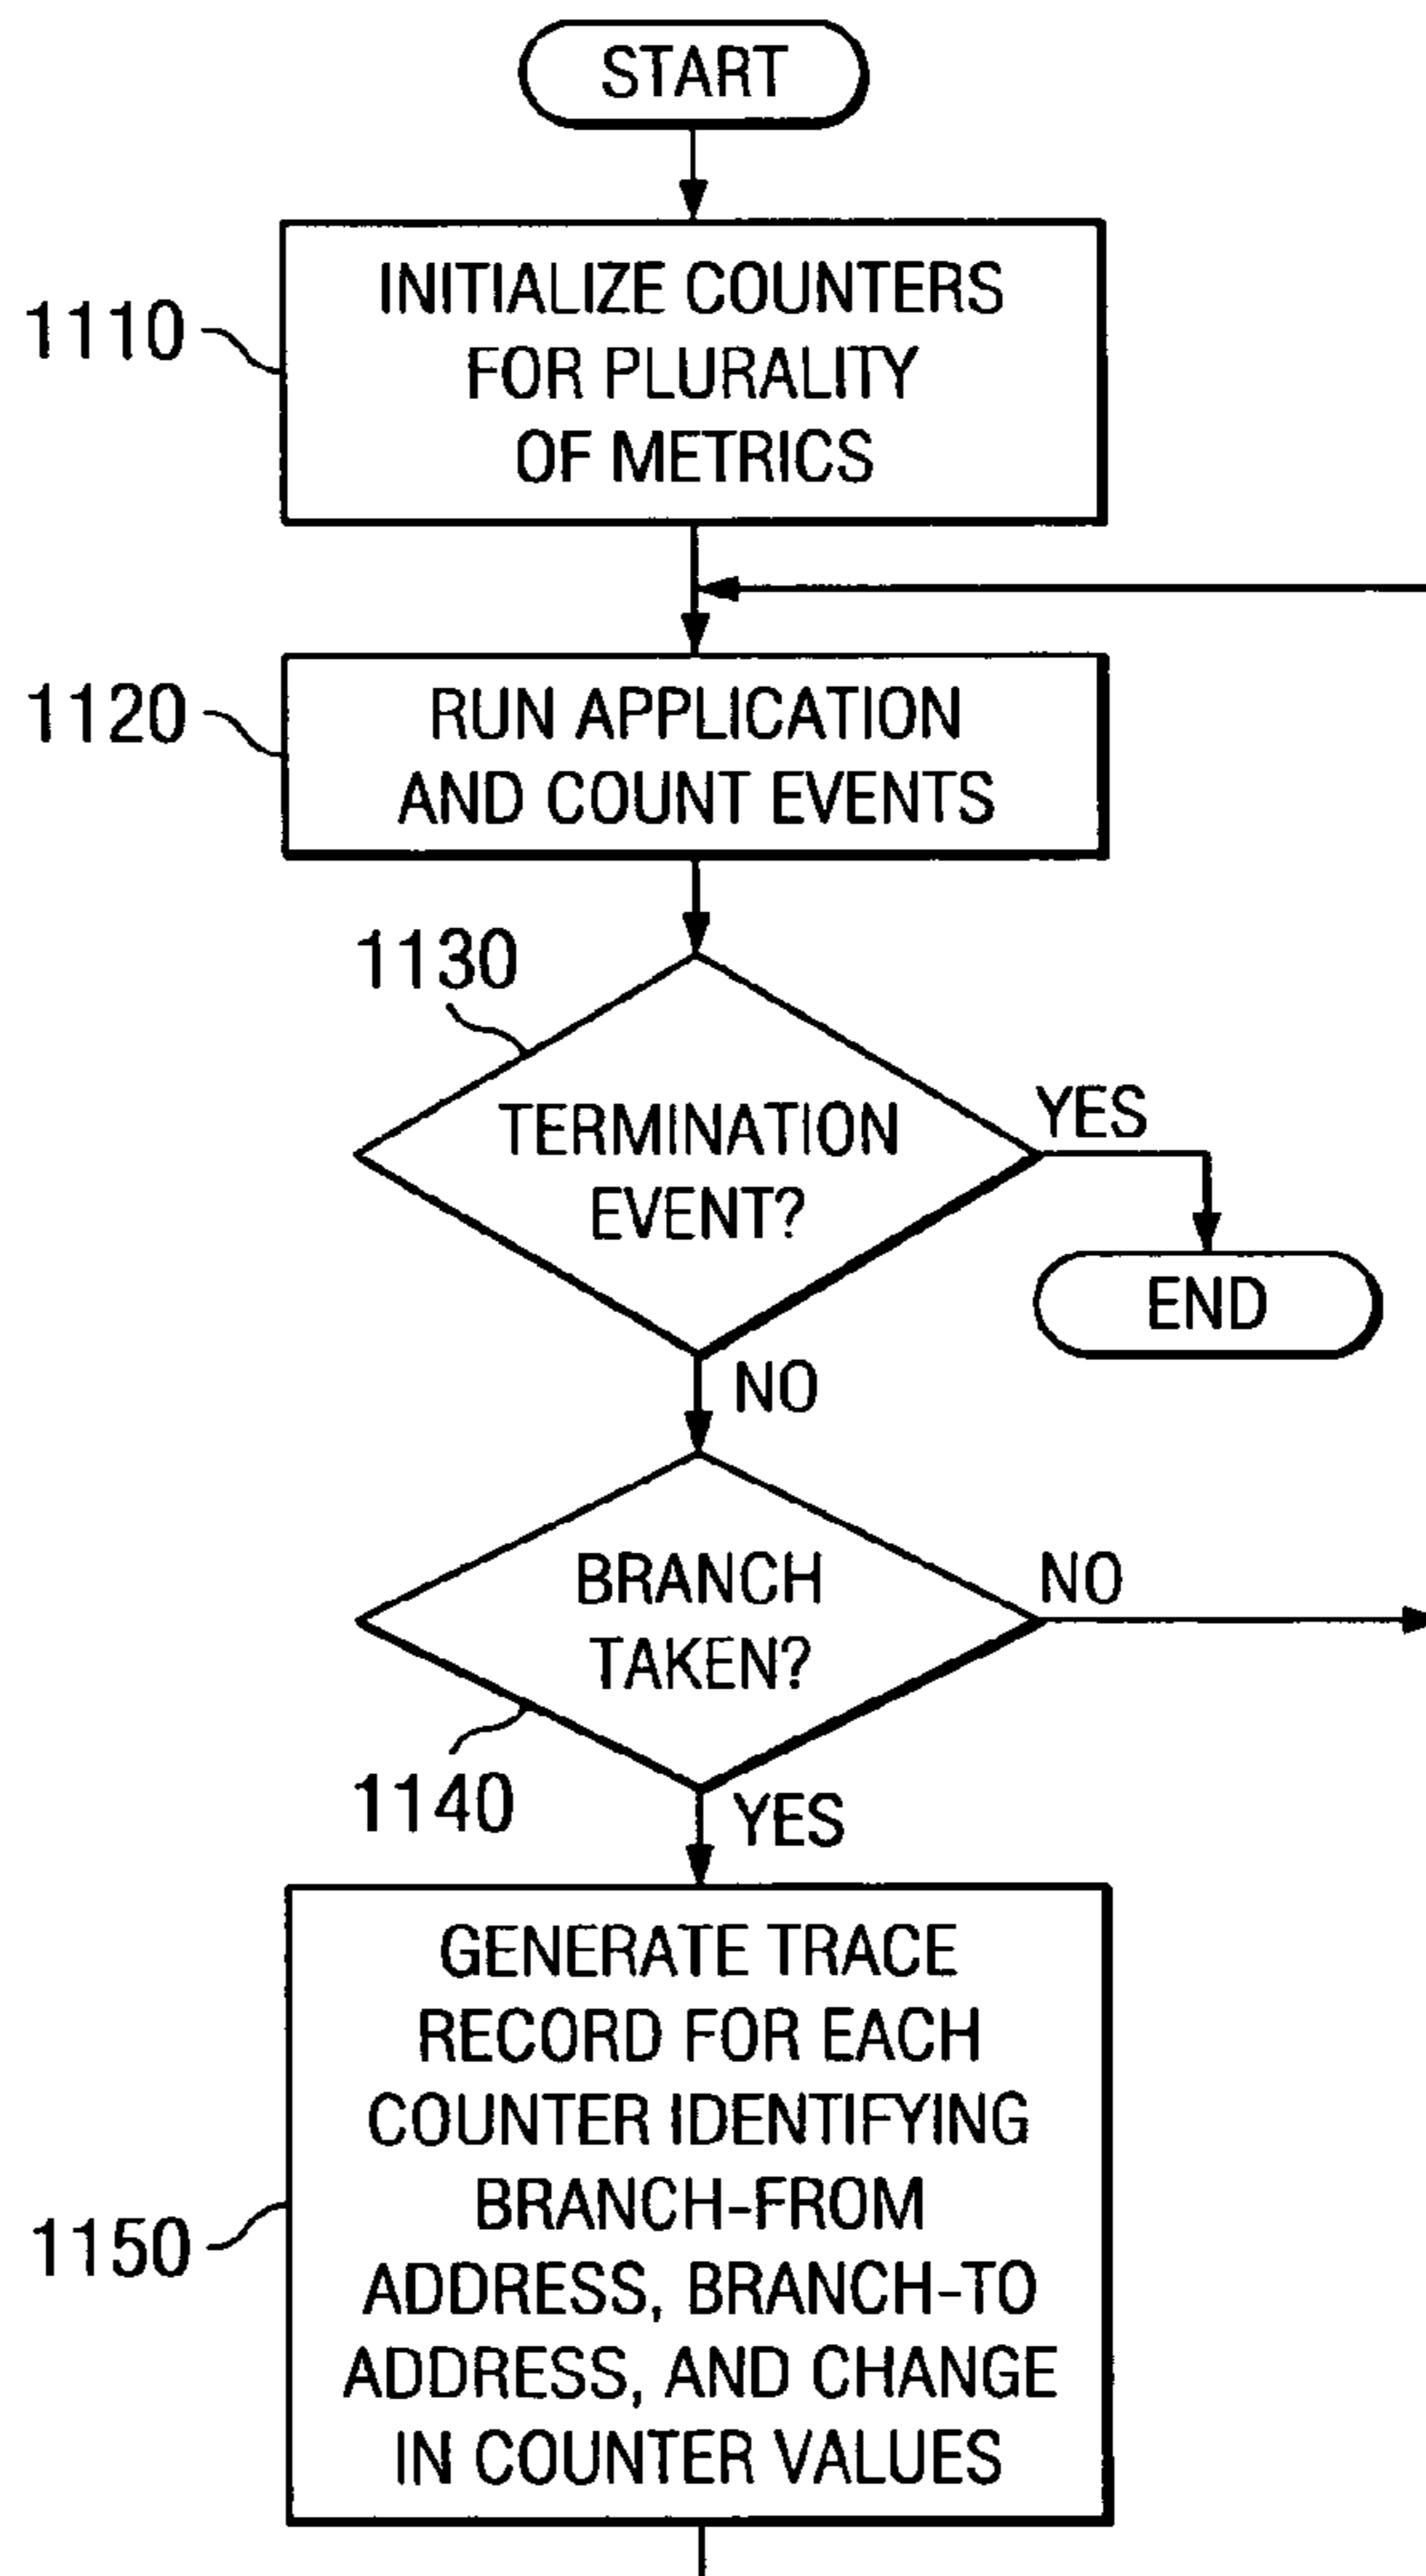 START
1110
INITIALIZE COUNTERS
FOR PLURALITY
OF METRICS
1120
RUN APPLICATION
AND COUNT EVENTS
1130
TERMINATION
EVENT?
YES
END
NO
BRANCH
TAKEN?
NO
1140
YES
1150
GENERATE TRACE
RECORD FOR EACH
COUNTER IDENTIFYING
BRANCH-FROM
ADDRESS, BRANCH-TO
ADDRESS, AND CHANGE
IN COUNTER VALUES